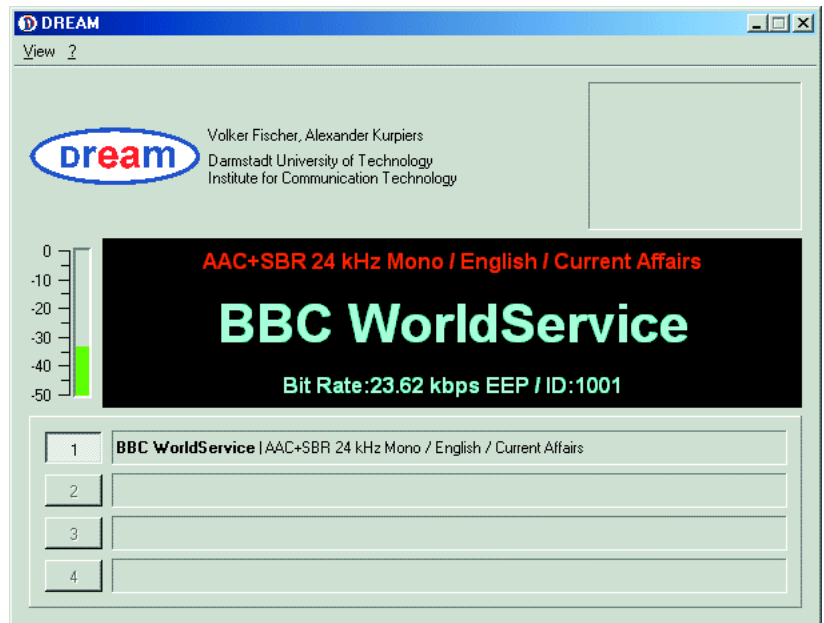 DREAM
View ?
Dream
Volker Fischer, Alexander Kurpiers
Darmstadt University of Technology
Institute for Communication Technology
0
-10
-20
-30
-40
-50
AAC+SBR 24 kHz Mono / English / Current Affairs
BBC WorldService
Bit Rate:23.62 kbps EEP / ID:1001
1 BBC WorldService | AAC+SBR 24 kHz Mono / English / Current Affairs
2
3
4